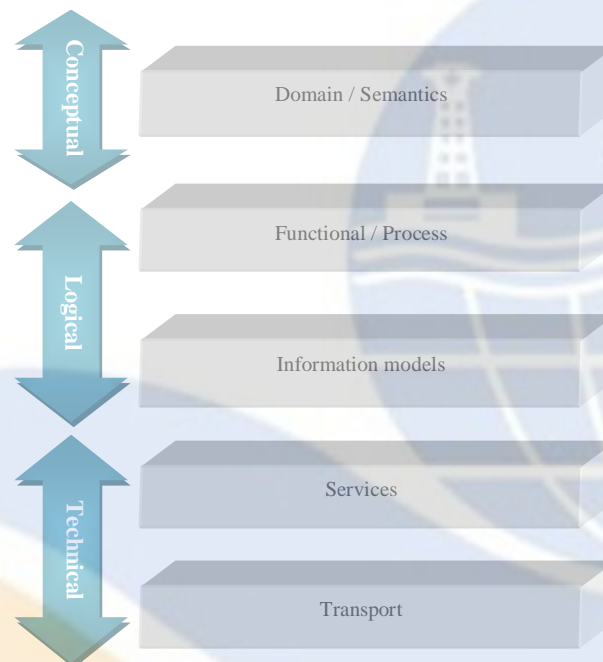 Conceptual
Domain / Semantics
Logical
Functional / Process
Information models
Technical
Services
Transport